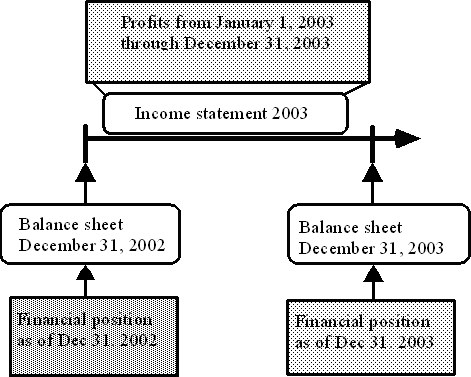 Profits from January 1, 2003
through December 31, 2003
Income statement 2003
Balance sheet
December 31, 2002
Balance sheet
December 31, 2003
Financial position
as of Dec 31, 2002
Financial position
as of Dec 31, 2003